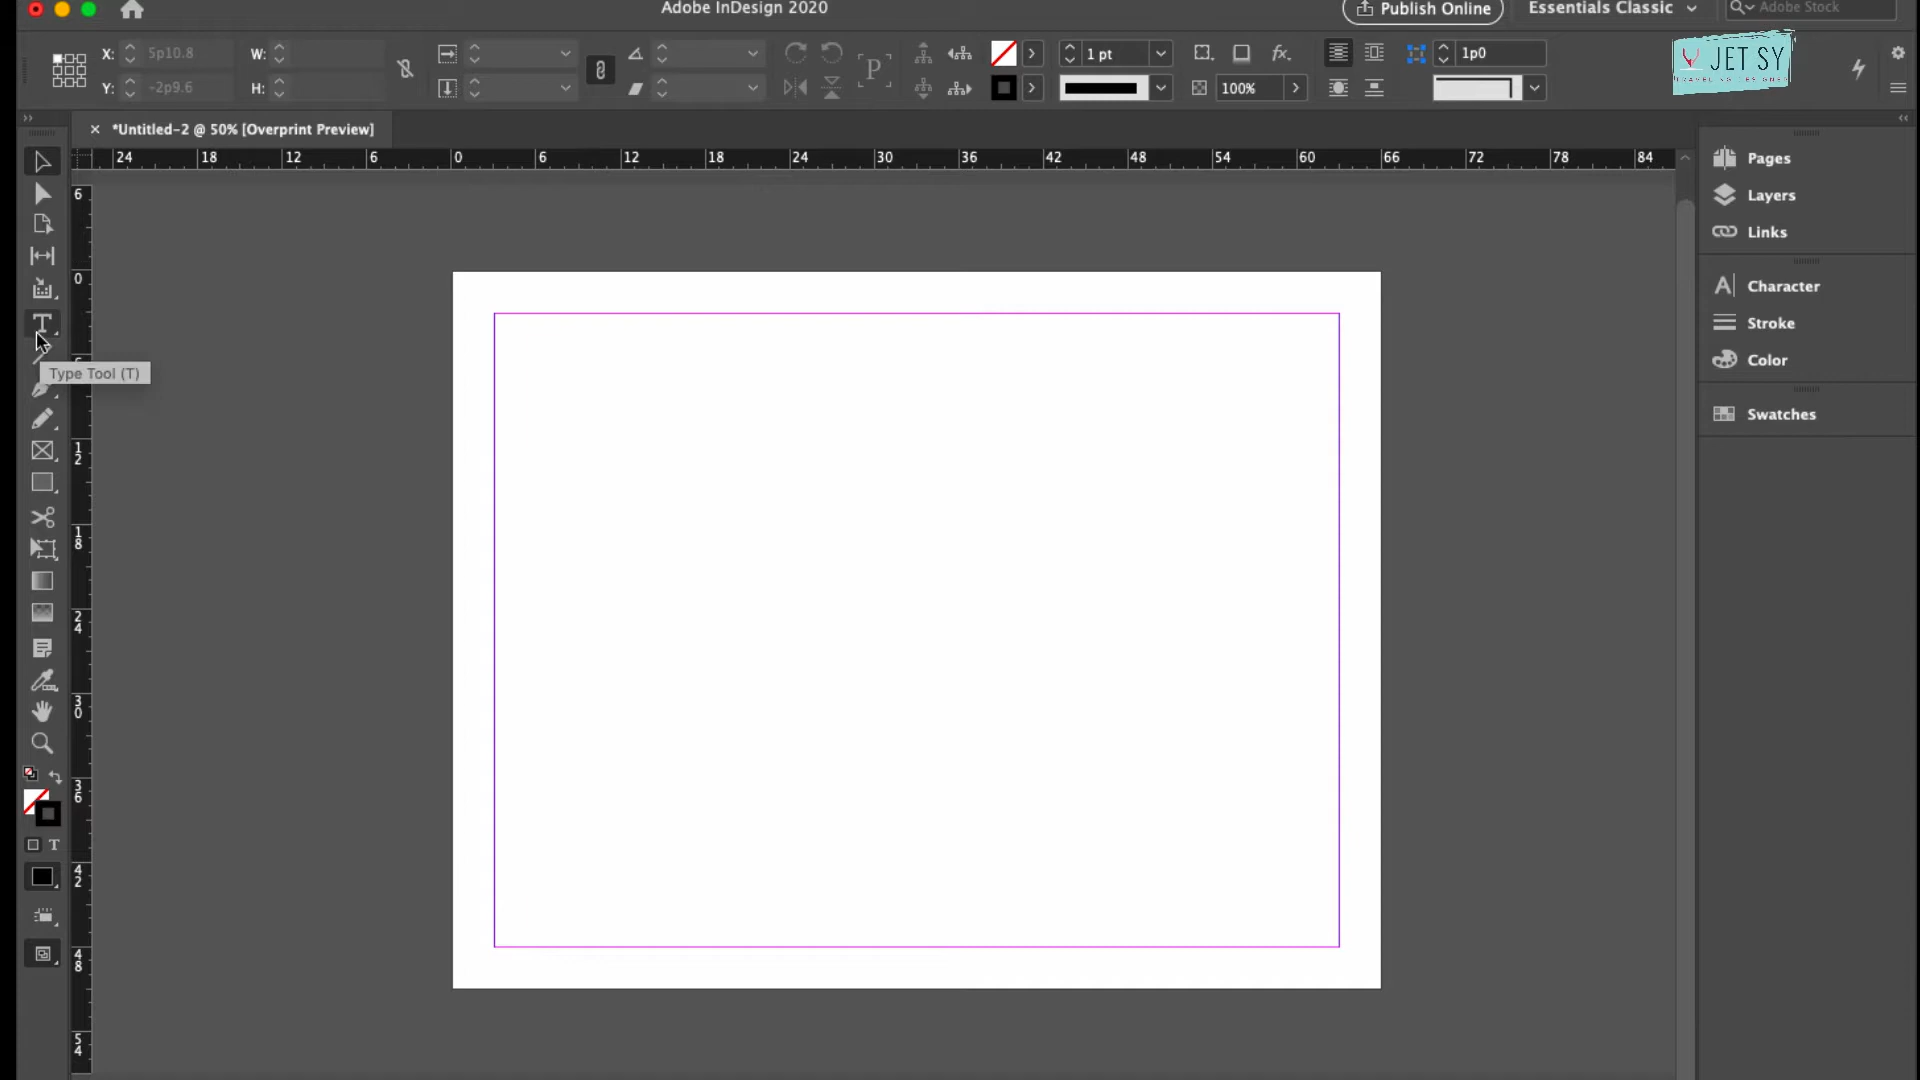 Adobe InDesign 2020
Publish Online
Essentials Classic
Adobe Stock
X: 5p10.8 W:
1 pt
1p0
Y: -2p9.6 H:
100%
JET SY
TRAVELING DESIGNER
*Untitled-2 @ 50% [Overprint Preview]
24 18 12 6 0 6 12 18 24 30 36 42 48 54 60 66 72 78 84
6
0
12
18
24
30
36
42
48
54
Type Tool (T)
Pages
Layers
Links
Character
Stroke
Color
Swatches